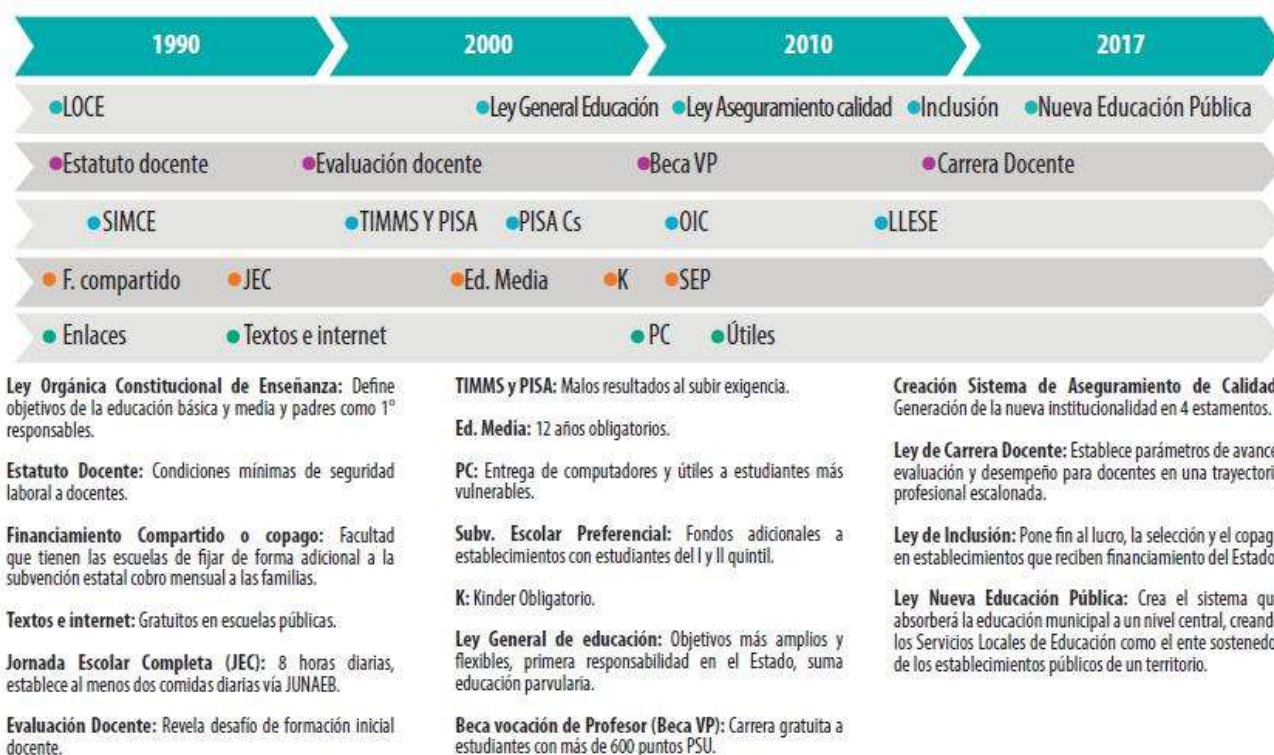 1990 2000 2010 2017
LOCE Ley General Educación Ley Aseguramiento calidad Inclusión Nueva Educación Pública
Estatuto docente Evaluación docente Beca VP Carrera Docente
SIMCE TIMMS Y PISA PISA Cs OIC LLESE
F. compartido JEC Ed. Media K SEP
Enlaces Textos e internet PC Útiles
Ley Orgánica Constitucional de Enseñanza: Define
objetivos de la educación básica y media y padres como 1°
responsables.
Estatuto Docente: Condiciones mínimas de seguridad
laboral a docentes.
Financiamiento Compartido o copago: Facultad
que tienen las escuelas de fijar de forma adicional a la
subvención estatal cobro mensual a las familias.
Textos e internet: Gratuitos en escuelas públicas.
Jornada Escolar Completa (JEC): 8 horas diarias,
establece al menos dos comidas diarias vía JUNAEB.
Evaluación Docente: Revela desafío de formación inicial
docente.
TIMMS y PISA: Malos resultados al subir exigencia.
Ed. Media: 12 años obligatorios.
PC: Entrega de computadores y útiles a estudiantes más
vulnerables.
Subv. Escolar Preferencial: Fondos adicionales a
establecimientos con estudiantes del I y II quintil.
K: Kinder Obligatorio.
Ley General de educación: Objetivos más amplios y
flexibles, primera responsabilidad en el Estado, suma
educación parvularia.
Beca vocación de Profesor (Beca VP): Carrera gratuita a
estudiantes con más de 600 puntos PSU.
Creación Sistema de Aseguramiento de Calidad
Generación de la nueva institucionalidad en 4 estamentos.
Ley de Carrera Docente: Establece parámetros de avance
evaluación y desempeño para docentes en una trayectori
profesional escalonada.
Ley de Inclusión: Pone fin al lucro, la selección y el copag
en establecimientos que reciben financiamiento del Estado
Ley Nueva Educación Pública: Crea el sistema qu
absorberá la educación municipal a un nivel central, creand
los Servicios Locales de Educación como el ente sostenedo
de los establecimientos públicos de un territorio.